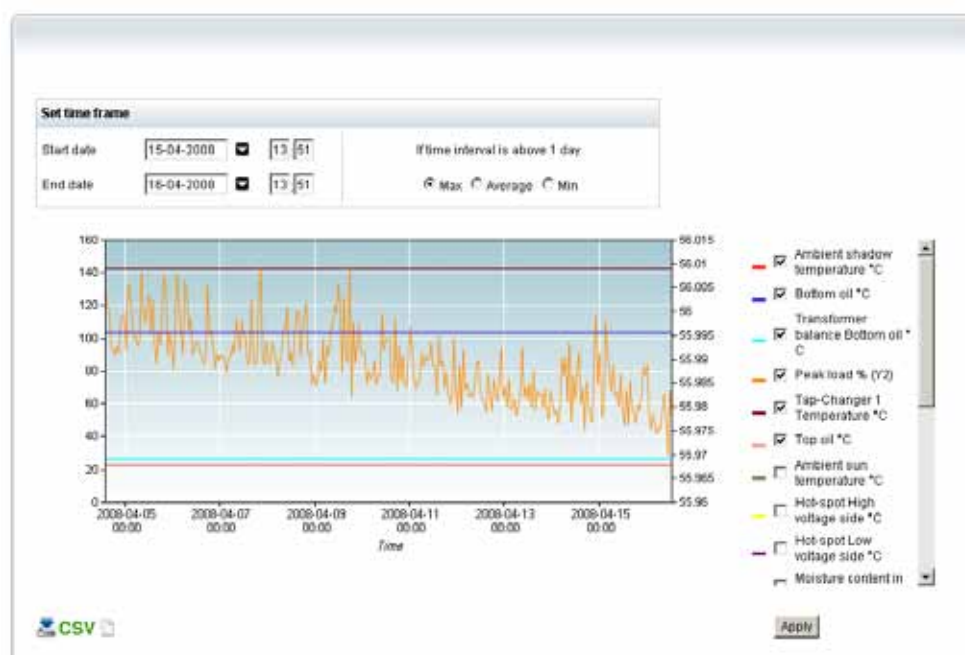 Set time frame
Start date 15-04-2008 13 : 51 If time interval is above 1 day
End date 16-04-2008 13 : 51 Max Average Min
160
140
120
100
80
60
40
20
0
56.015
56.01
56.005
56
55.995
55.99
55.985
55.98
55.975
55.97
55.965
55.96
2008-04-05 00:00
2008-04-07 00:00
2008-04-09 00:00
2008-04-11 00:00
2008-04-13 00:00
2008-04-15 00:00
Time
Ambient shadow
temperature °C
Bottom oil °C
Transformer
balance Bottom oil °
C
Peak load % (Y2)
Tap-Changer 1
Temperature °C
Top oil °C
Ambient sun
temperature °C
Hot-spot High
voltage side °C
Hot-spot Low
voltage side °C
Moisture content in
CSV
Apply